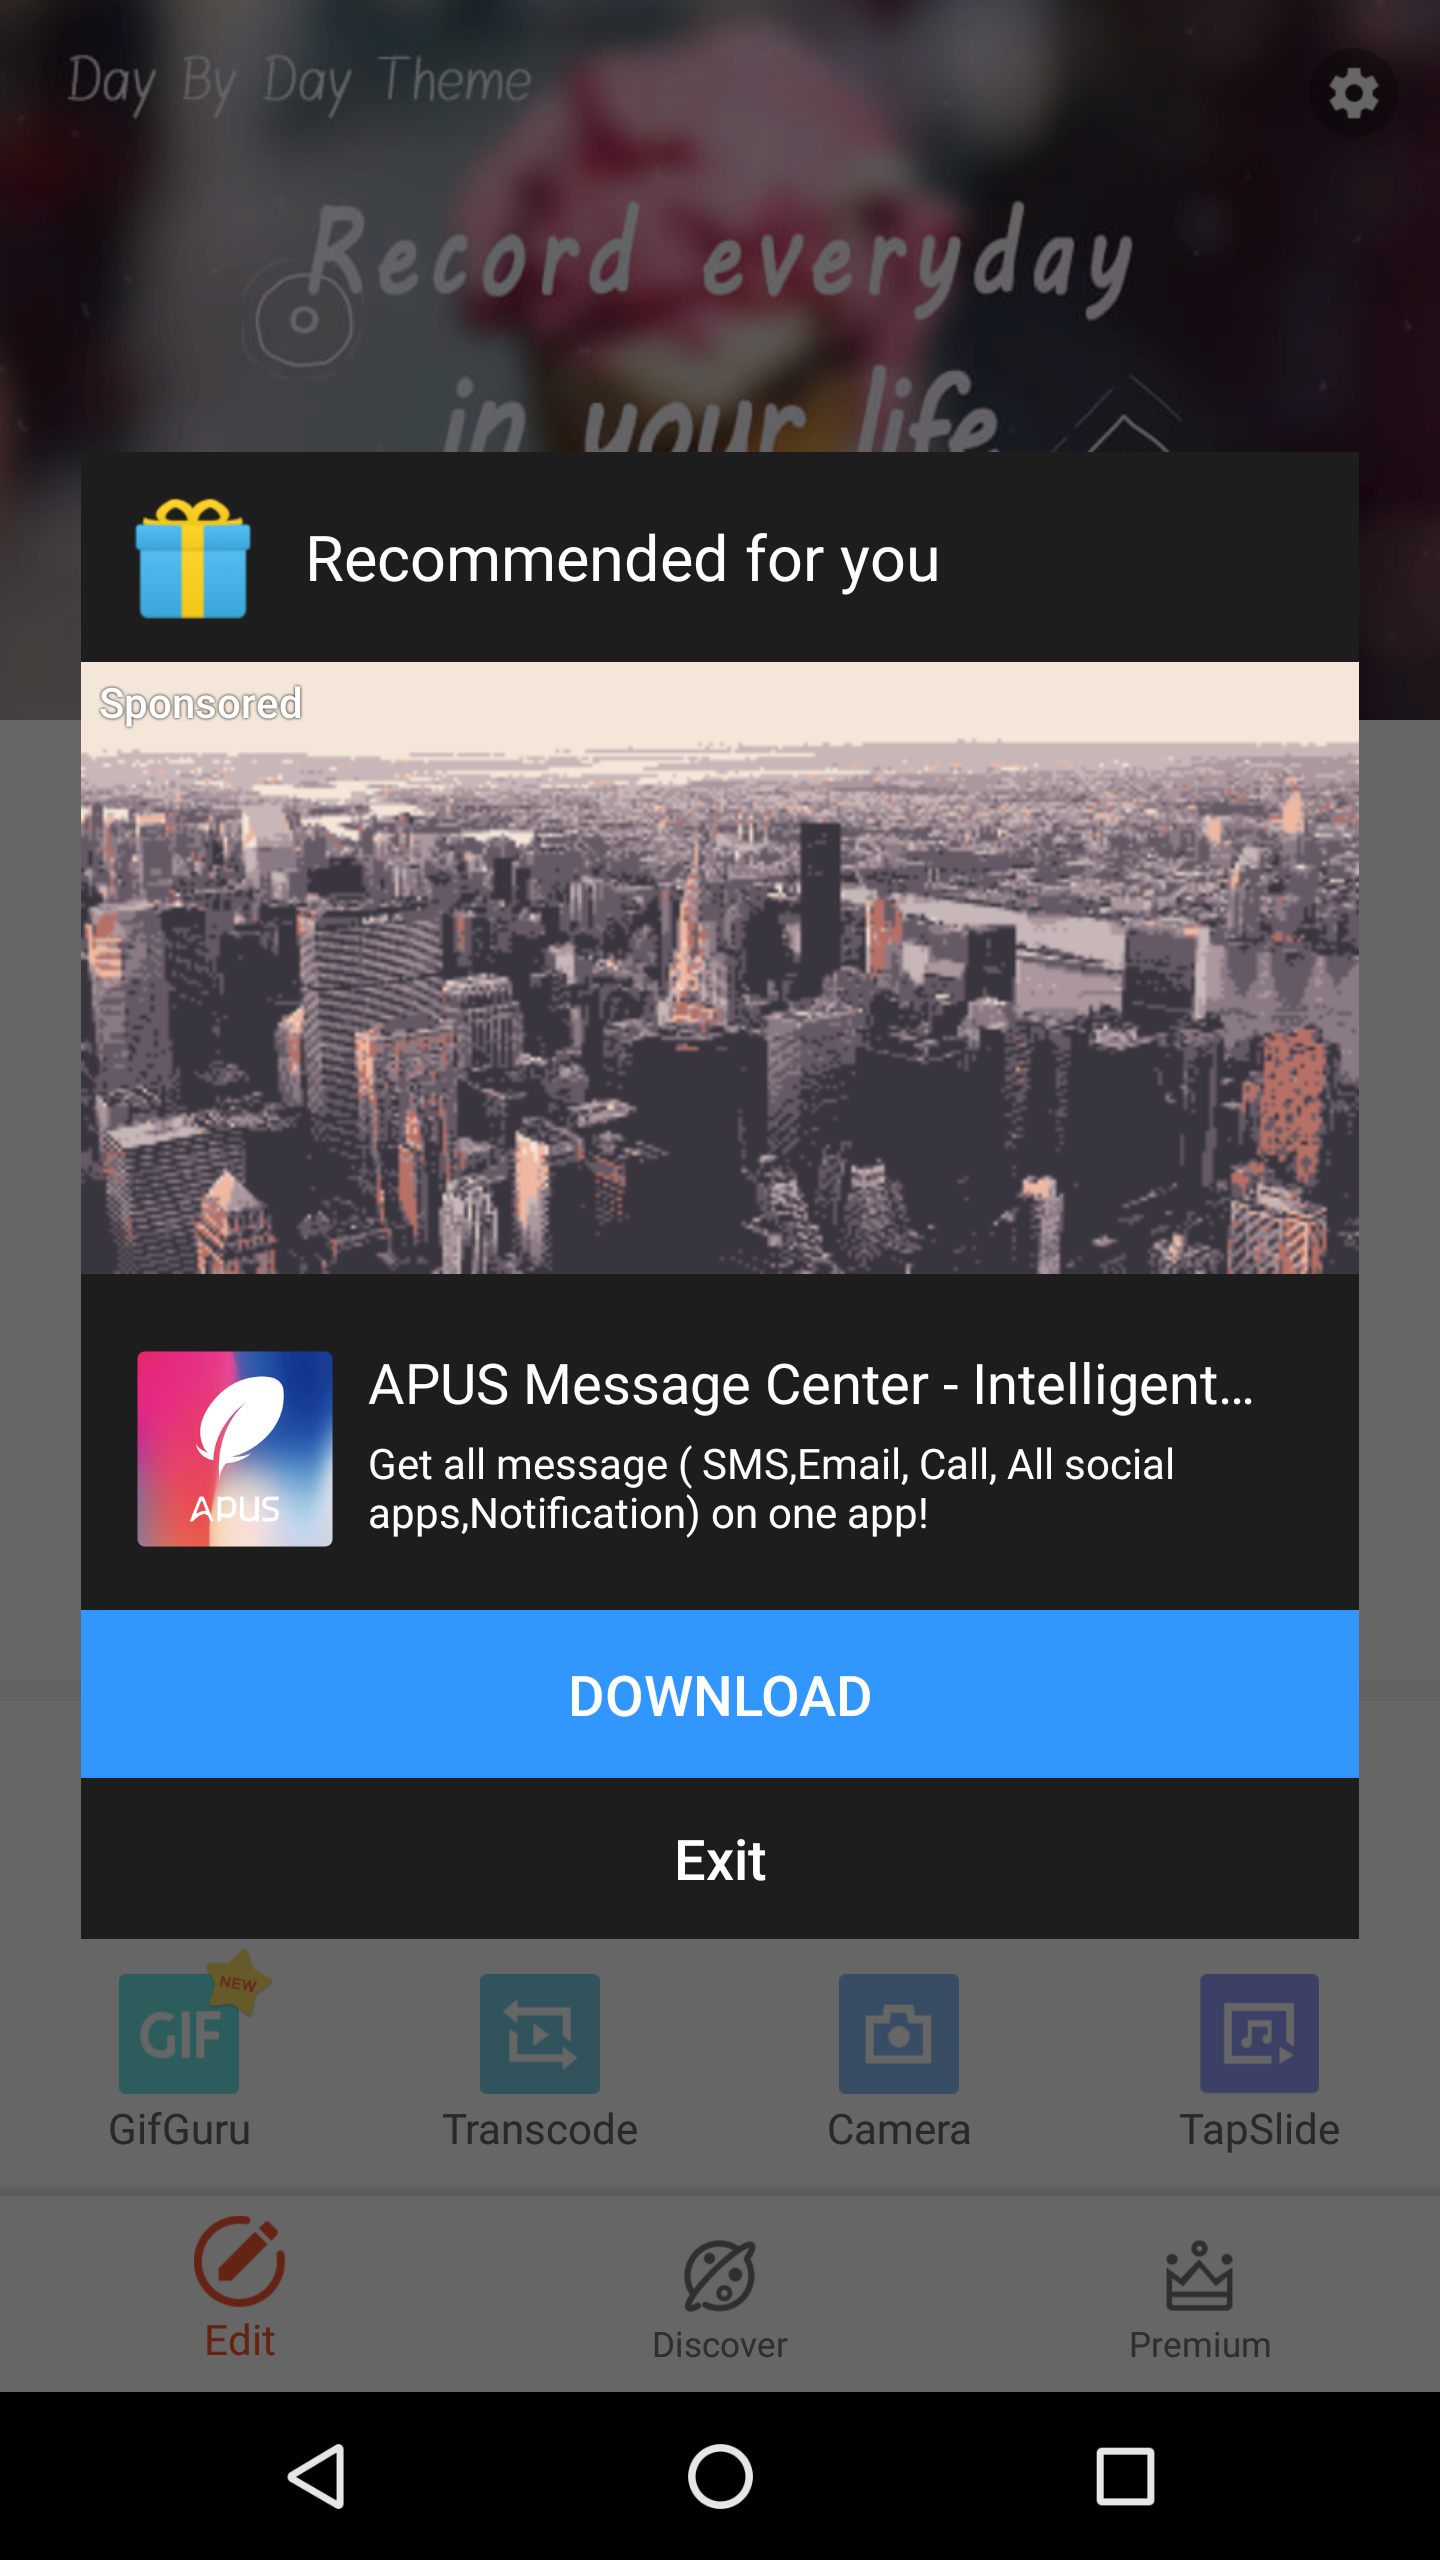 Day By Day Theme
Record everyday
in your life
Recommended for you
Sponsored
APUS
APUS Message Center - Intelligent...
Get all message ( SMS,Email, Call, All social
apps,Notification) on one app!
DOWNLOAD
Exit
NEW
GIF
GifGuru
Transcode
Camera
TapSlide
Edit
Discover
Premium